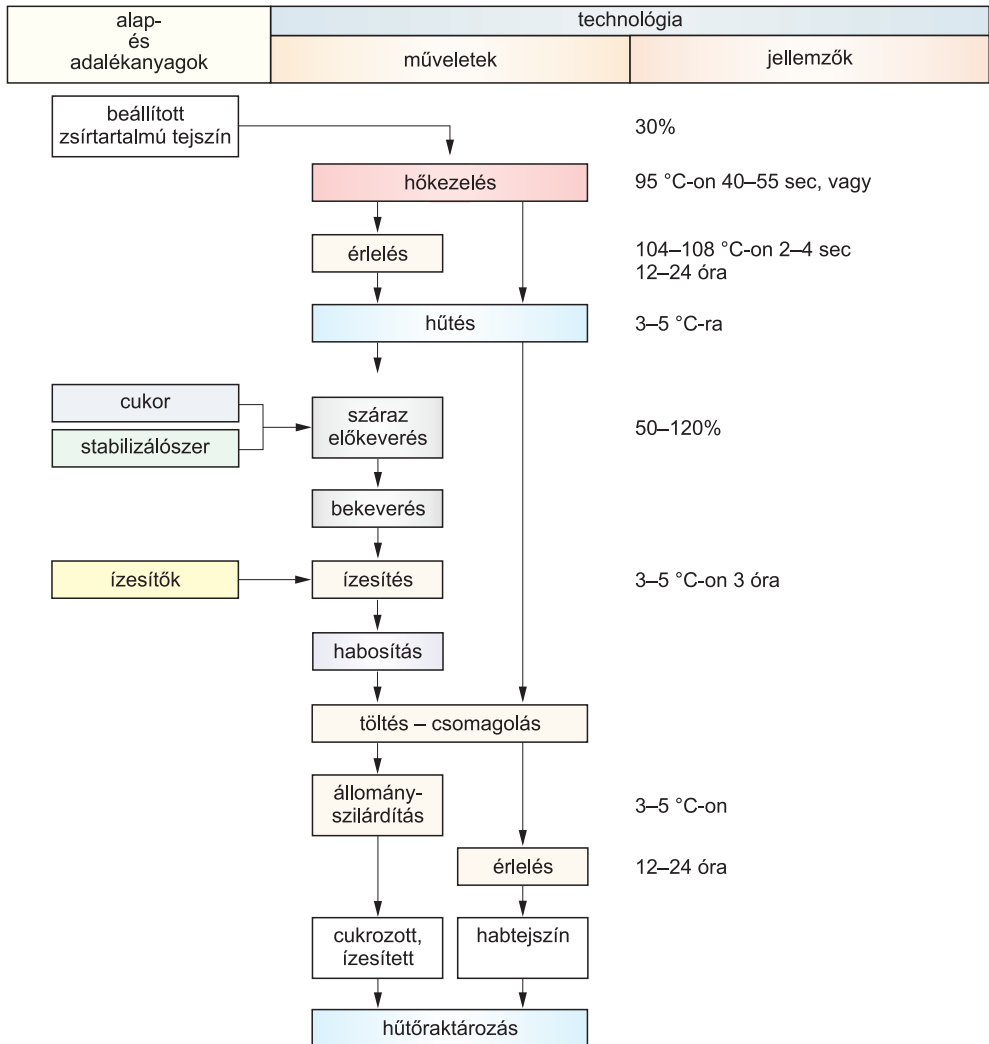 alap-
és
adalékanyagok
technológia
műveletek
jellemzők
beállított
zsírtartalmú tejszín
30%
hőkezelés
95 °C-on 40–55 sec, vagy
érlelés
104–108 °C-on 2–4 sec
12–24 óra
hűtés
3–5 °C-ra
cukor
stabilizálószer
száraz
előkeverés
50–120%
bekeverés
ízesítők
ízesítés
3–5 °C-on 3 óra
habosítás
töltés – csomagolás
állomány-
szilárdítás
3–5 °C-on
érlelés
12–24 óra
cukrozott,
ízesített
habtejszín
hűtőraktározás